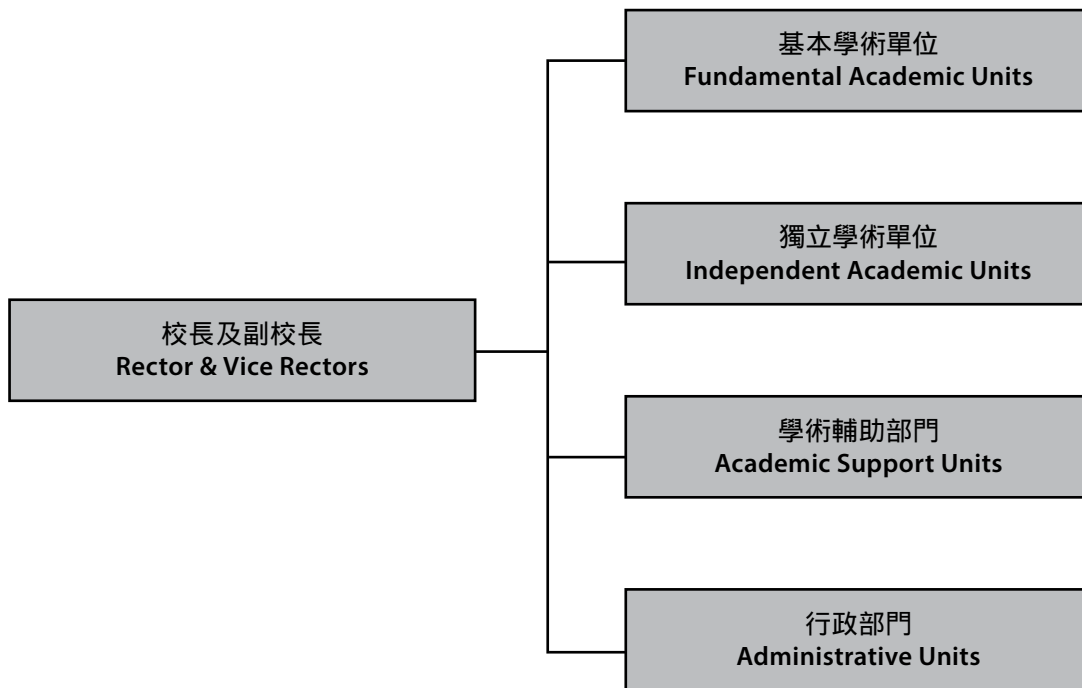 基本學術單位
Fundamental Academic Units
獨立學術單位
Independent Academic Units
校長及副校長
Rector & Vice Rectors
學術輔助部門
Academic Support Units
行政部門
Administrative Units